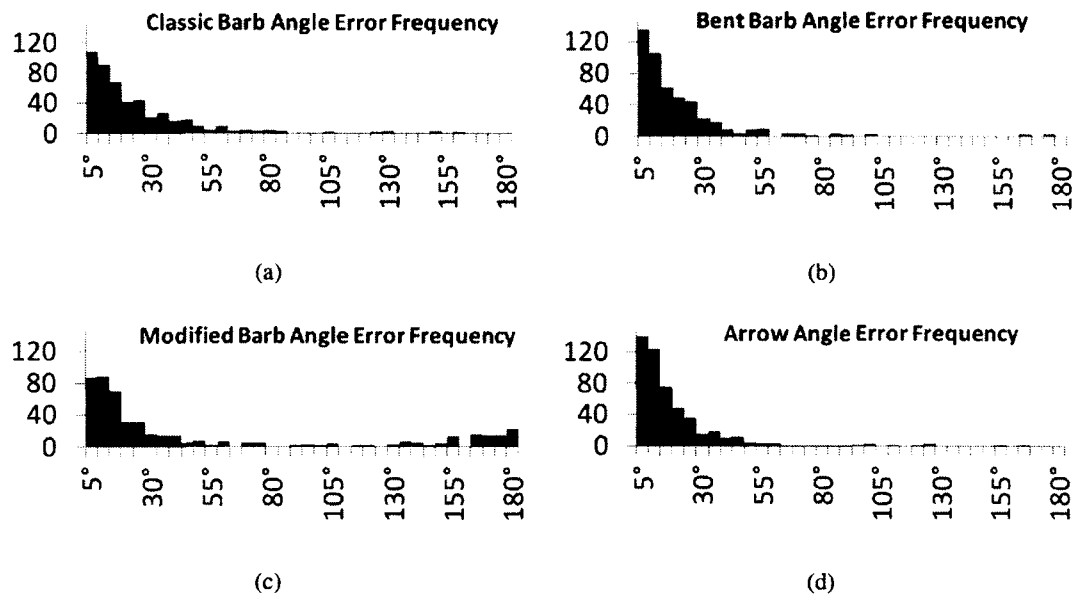 Classic Barb Angle Error Frequency
120
80
40
0
5° 30° 55° 80° 105° 130° 155° 180°
(a)
Bent Barb Angle Error Frequency
120
80
40
0
5° 30° 55° 80° 105° 130° 155° 180°
(b)
Modified Barb Angle Error Frequency
120
80
40
0
5° 30° 55° 80° 105° 130° 155° 180°
(c)
Arrow Angle Error Frequency
120
80
40
0
5° 30° 55° 80° 105° 130° 155° 180°
(d)